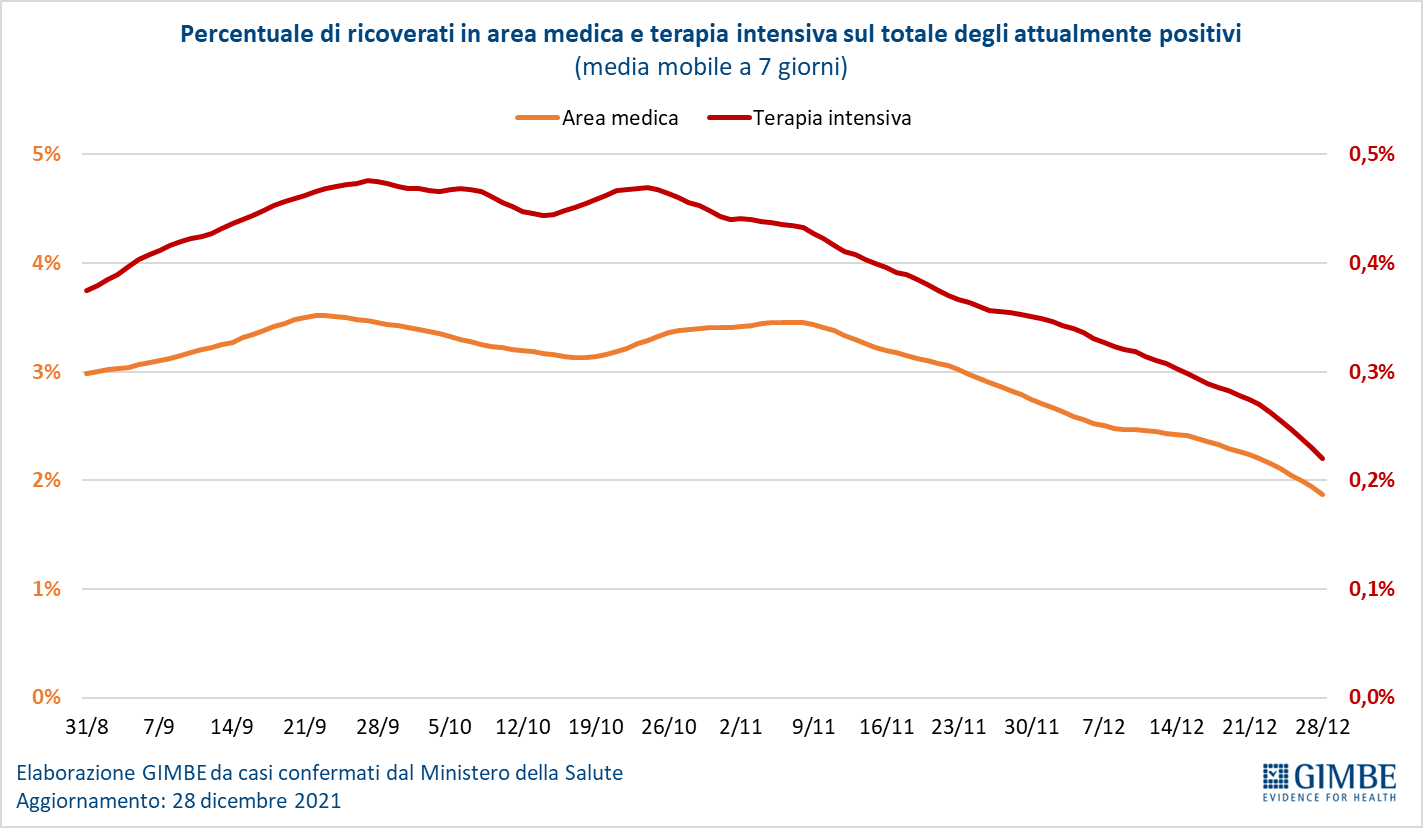 Percentuale di ricoverati in area medica e terapia intensiva sul totale degli attualmente positivi
(media mobile a 7 giorni)
Area medica Terapia intensiva
5% 0,5%
4% 0,4%
3% 0,3%
2% 0,2%
1% 0,1%
0% 0,0%
31/8 7/9 14/9 21/9 28/9 5/10 12/10 19/10 26/10 2/11 9/11 16/11 23/11 30/11 7/12 14/12 21/12 28/12
Elaborazione GIMBE da casi confermati dal Ministero della Salute
Aggiornamento: 28 dicembre 2021
GIMBE
EVIDENCE FOR HEALTH